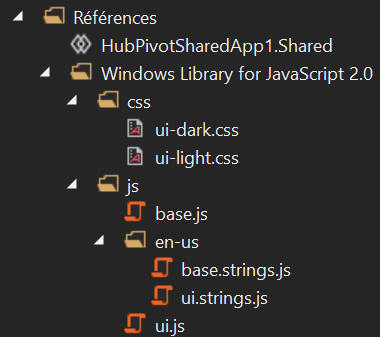 Références
HubPivotSharedApp1.Shared
Windows Library for JavaScript 2.0
css
ui-dark.css
ui-light.css
js
base.js
en-us
base.strings.js
ui.strings.js
ui.js